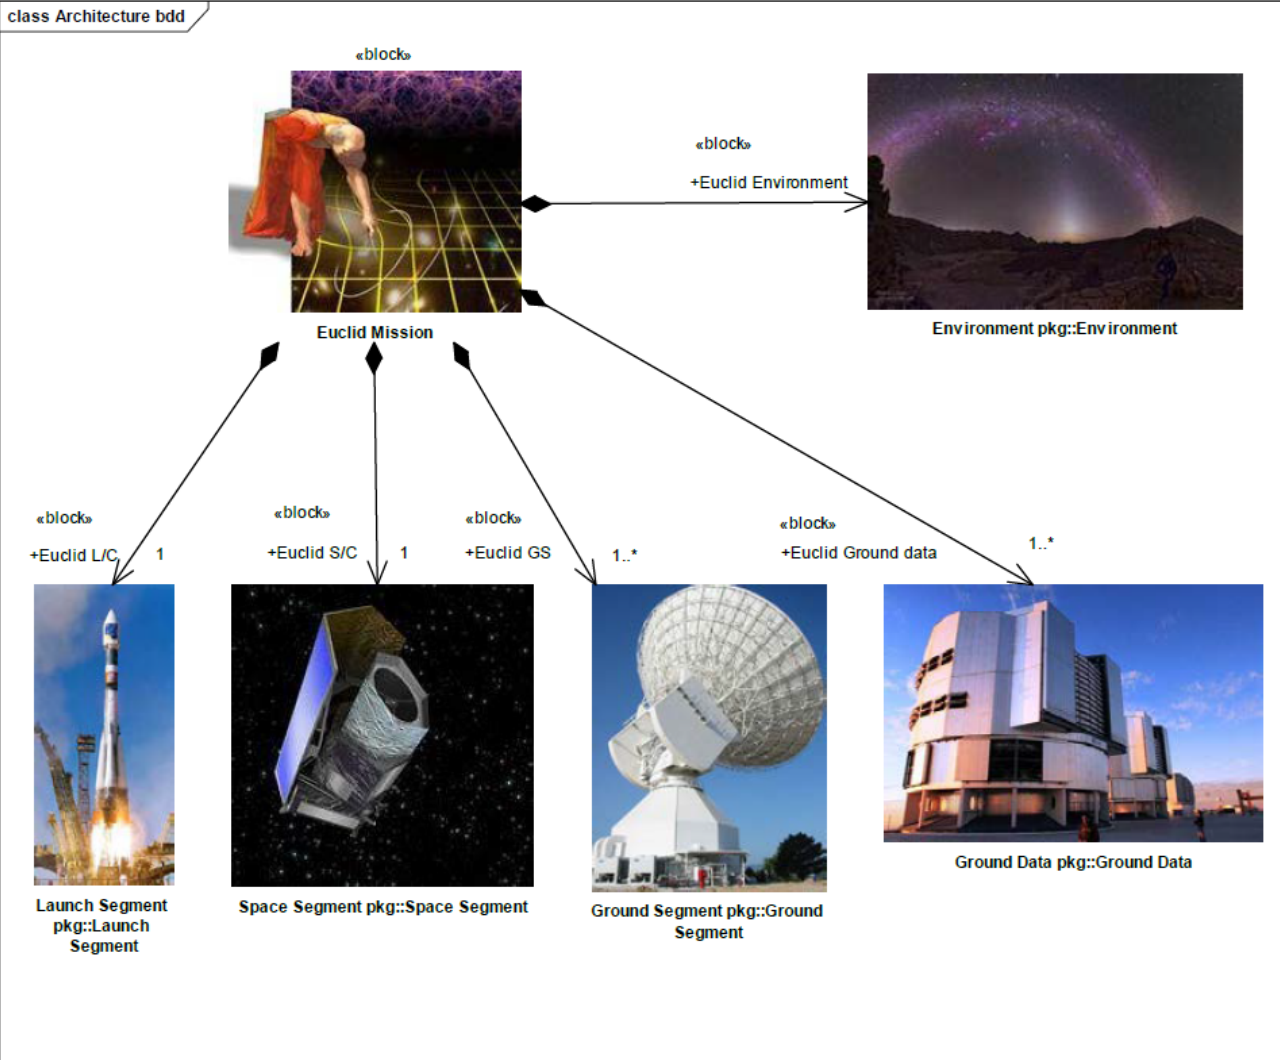 class Architecture bdd
«block»
Euclid Mission
«block»
+Euclid Environment
Environment pkg::Environment
«block»
+Euclid L/C
1
«block»
+Euclid S/C
1
«block»
+Euclid GS
1..*
«block»
+Euclid Ground data
1..*
Launch Segment
pkg::Launch
Segment
Space Segment pkg::Space Segment
Ground Segment pkg::Ground
Segment
Ground Data pkg::Ground Data